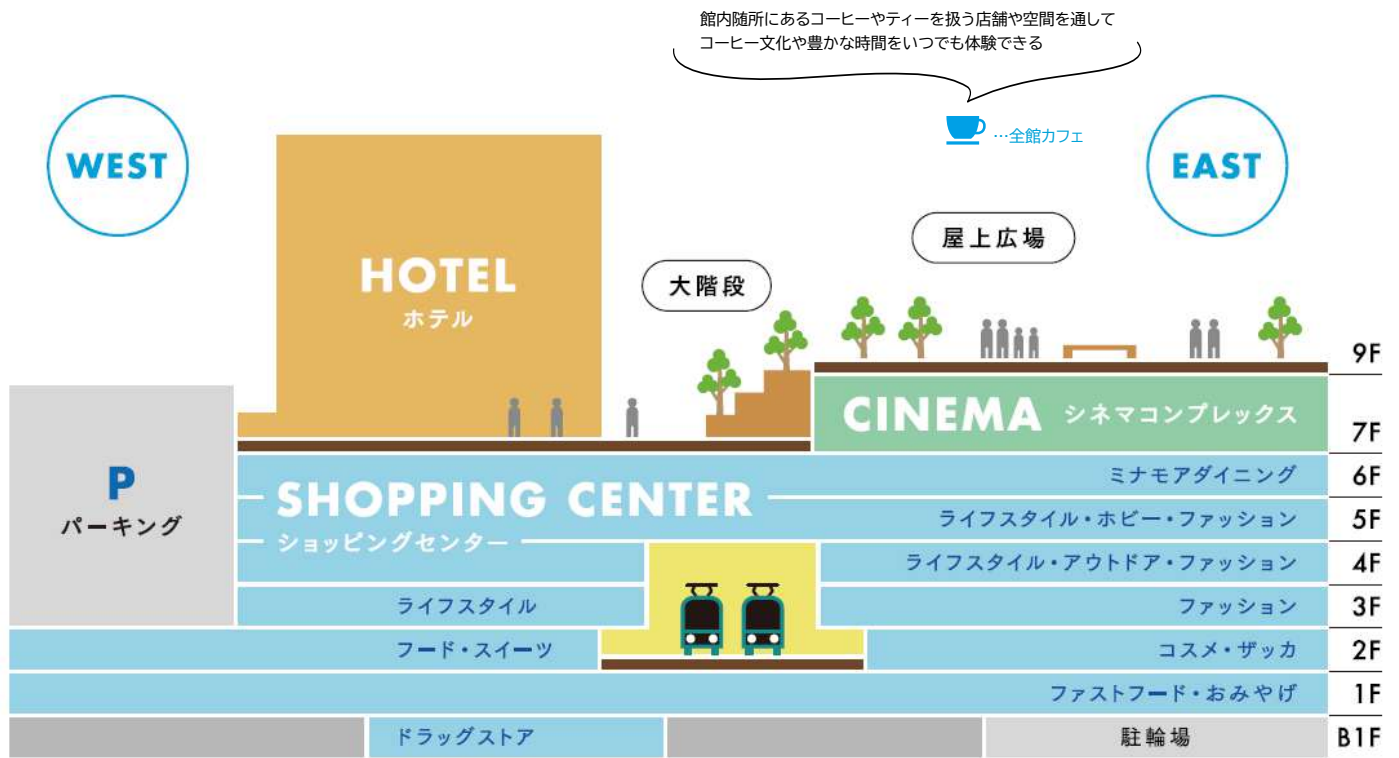 館内随所にあるコーヒーやティーを扱う店舗や空間を通して
コーヒー文化や豊かな時間をいつでも体験できる
…全館カフェ
WEST
EAST
屋上広場
大階段
HOTEL
ホテル
9F
CINEMA シネマコンプレックス
7F
P
パーキング
SHOPPING CENTER
ショッピングセンター
ミナモアダイニング 6F
ライフスタイル・ホビー・ファッション 5F
ライフスタイル・アウトドア・ファッション 4F
ライフスタイル ファッション 3F
フード・スイーツ コスメ・ザッカ 2F
ファストフード・おみやげ 1F
ドラッグストア 駐輪場 B1F